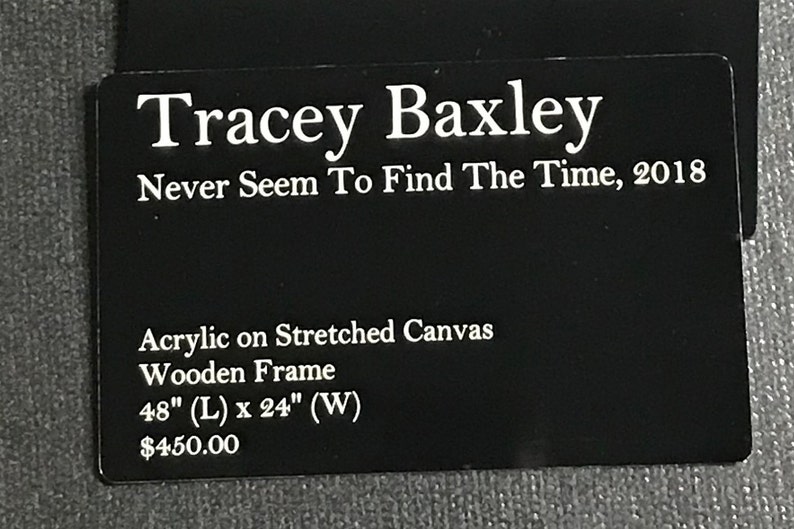 Tracey Baxley
Never Seem To Find The Time, 2018
Acrylic on Stretched Canvas
Wooden Frame
48" (L) x 24" (W)
$450.00